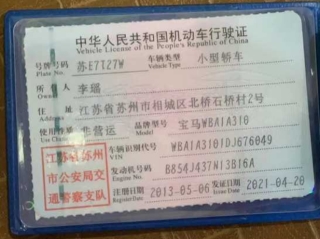 中华人民共和国机动车行驶证
Vehicle License of the People's Republic of China
号牌号码 苏E7T27W 车辆类型 小型轿车
Plate No. Vehicle Type
所有人 李瑶
住址 江苏省苏州市相城区北桥石桥村2号
使用性质 非营运 品牌型号 宝马WBA1A310
江苏省苏州市公安局交通警察支队
车辆识别代号 WBA1A3101DJ676049
VIN
发动机号码 B854J437N13B16A
Engine No.
注册日期 2013-05-06 发证日期 2021-04-20
Issue Date